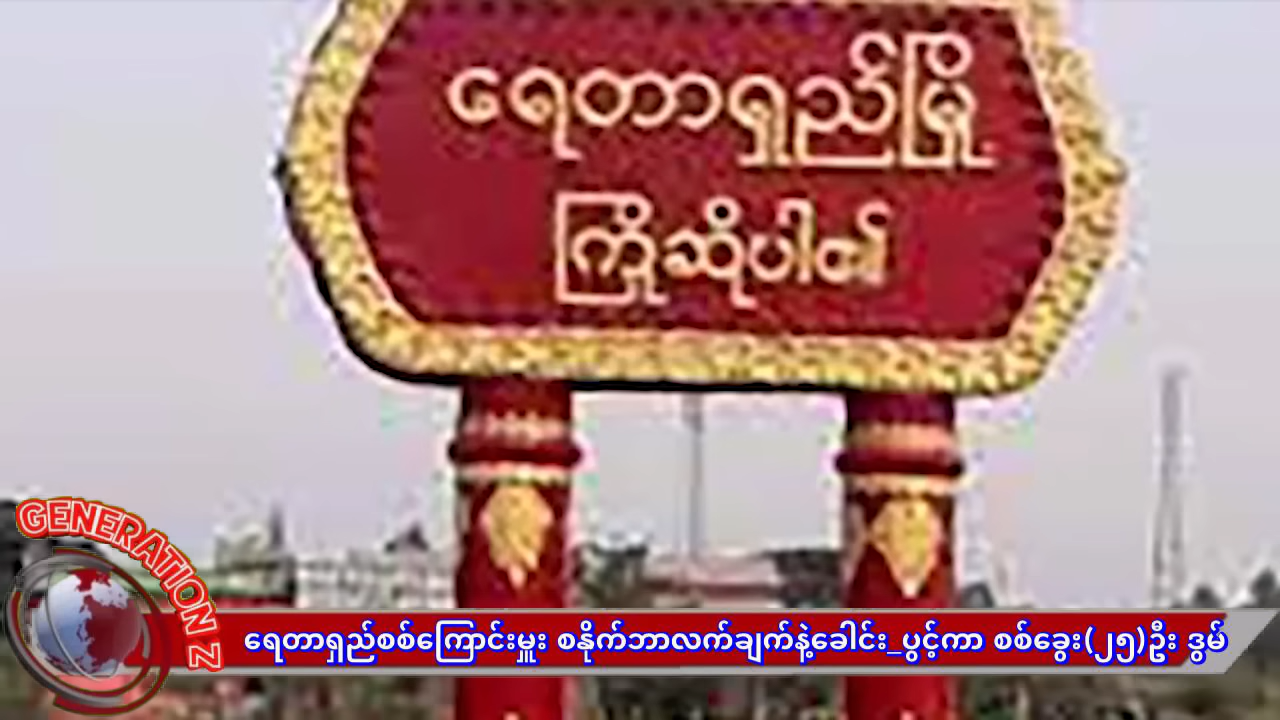 ရေတာရှည်မြို့
ကြိုဆိုပါ၏
GENERATION Z
ရေတာရှည်စစ်ကြောင်းမှူး စနိုက်ဘာလက်ချက်နဲ့ခေါင်း_ပွင့်ကာ စစ်ခွေး(၂၅)ဦး ဒွမ်